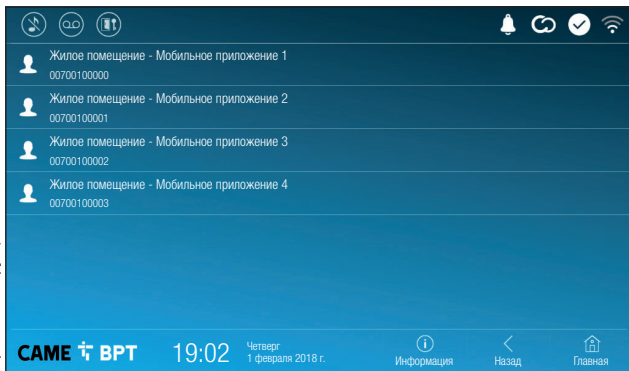 Жилое помещение - Мобильное приложение 1
00700100000
Жилое помещение - Мобильное приложение 2
00700100001
Жилое помещение - Мобильное приложение 3
00700100002
Жилое помещение - Мобильное приложение 4
00700100003
CAME BPT 19:02 Четверг
1 февраля 2018 г.
Информация Назад Главная